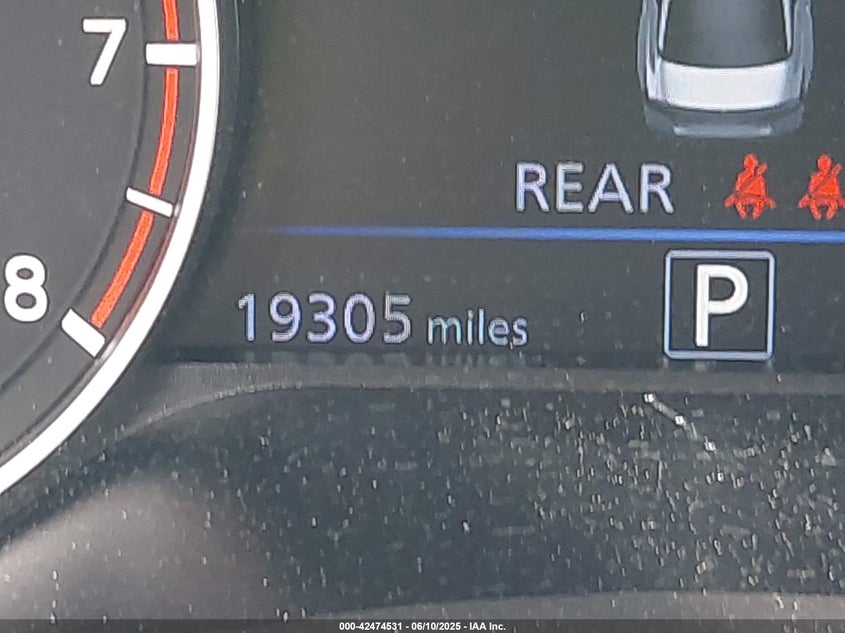 7
REAR
8
19305 miles
P
000-42474531 - 06/10/2025 - IAA Inc.